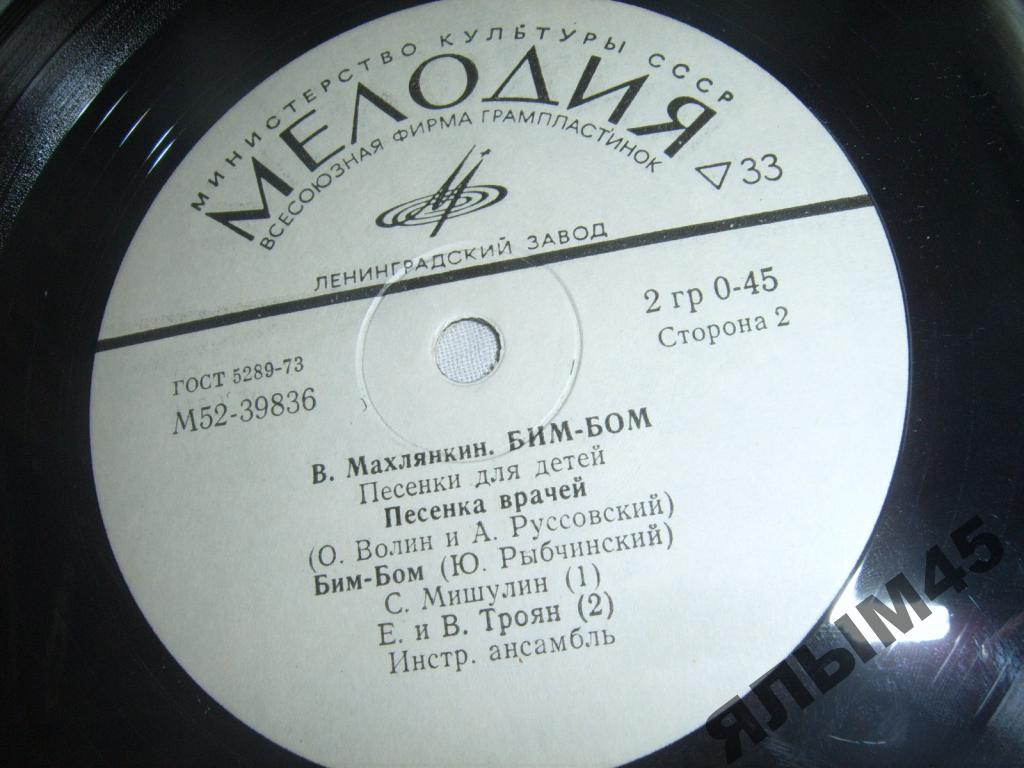 МИНИСТЕРСТВО КУЛЬТУРЫ СССР
МЕЛОДИЯ
ВСЕСОЮЗНАЯ ФИРМА ГРАМПЛАСТИНОК
33
ЛЕНИНГРАДСКИЙ ЗАВОД
2 гр 0-45
Сторона 2
ГОСТ 5289-73
М52-39836
В. Махлянкин. БИМ-БОМ
Песенки для детей
Песенка врачей
(О. Волин и А. Руссовский)
Бим-Бом (Ю. Рыбчинский)
С. Мишулин (1)
Е. и В. Троян (2)
Инстр. ансамбль
ЯЛЫМ45